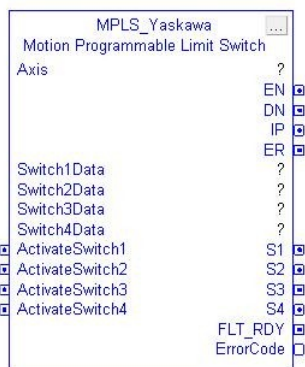 MPLS_Yaskawa ...
Motion Programmable Limit Switch
Axis ?
EN
DN
IP
ER
Switch1Data ?
Switch2Data ?
Switch3Data ?
Switch4Data ?
ActivateSwitch1 S1
ActivateSwitch2 S2
ActivateSwitch3 S3
ActivateSwitch4 S4
FLT_RDY
ErrorCode